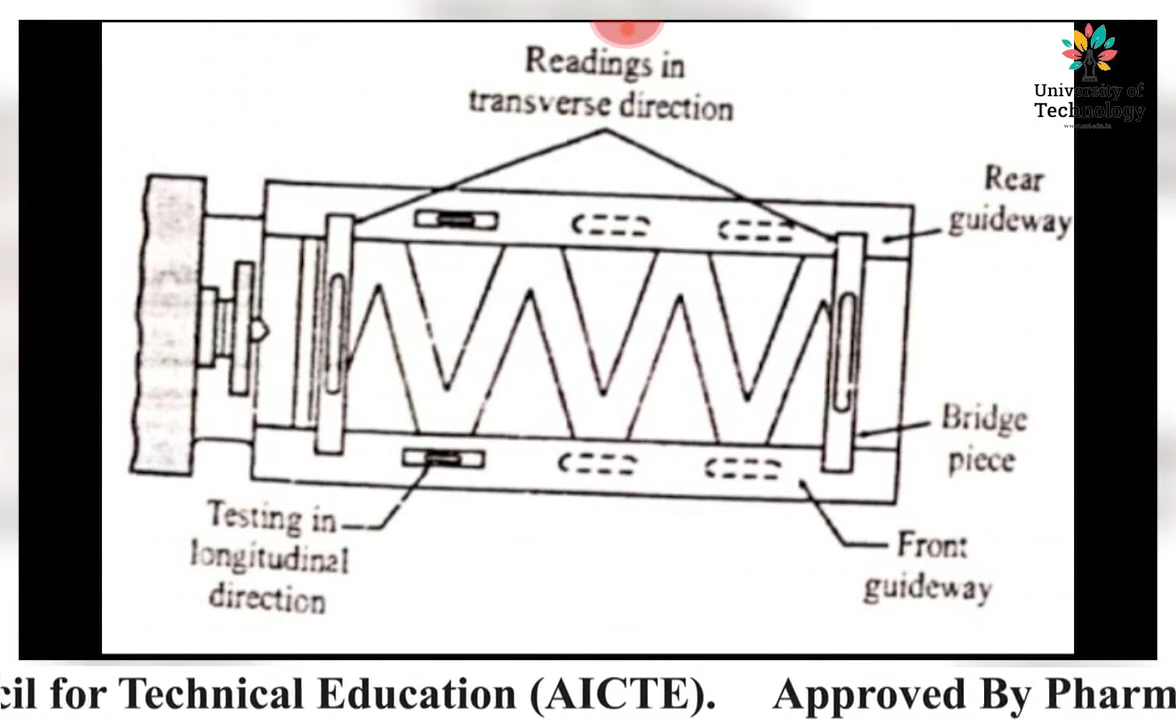 Readings in
transverse direction
University of
Technology
Rear
guideway
Bridge
piece
Testing in
longitudinal
direction
Front
guideway
cil for Technical Education (AICTE). Approved By Pharm